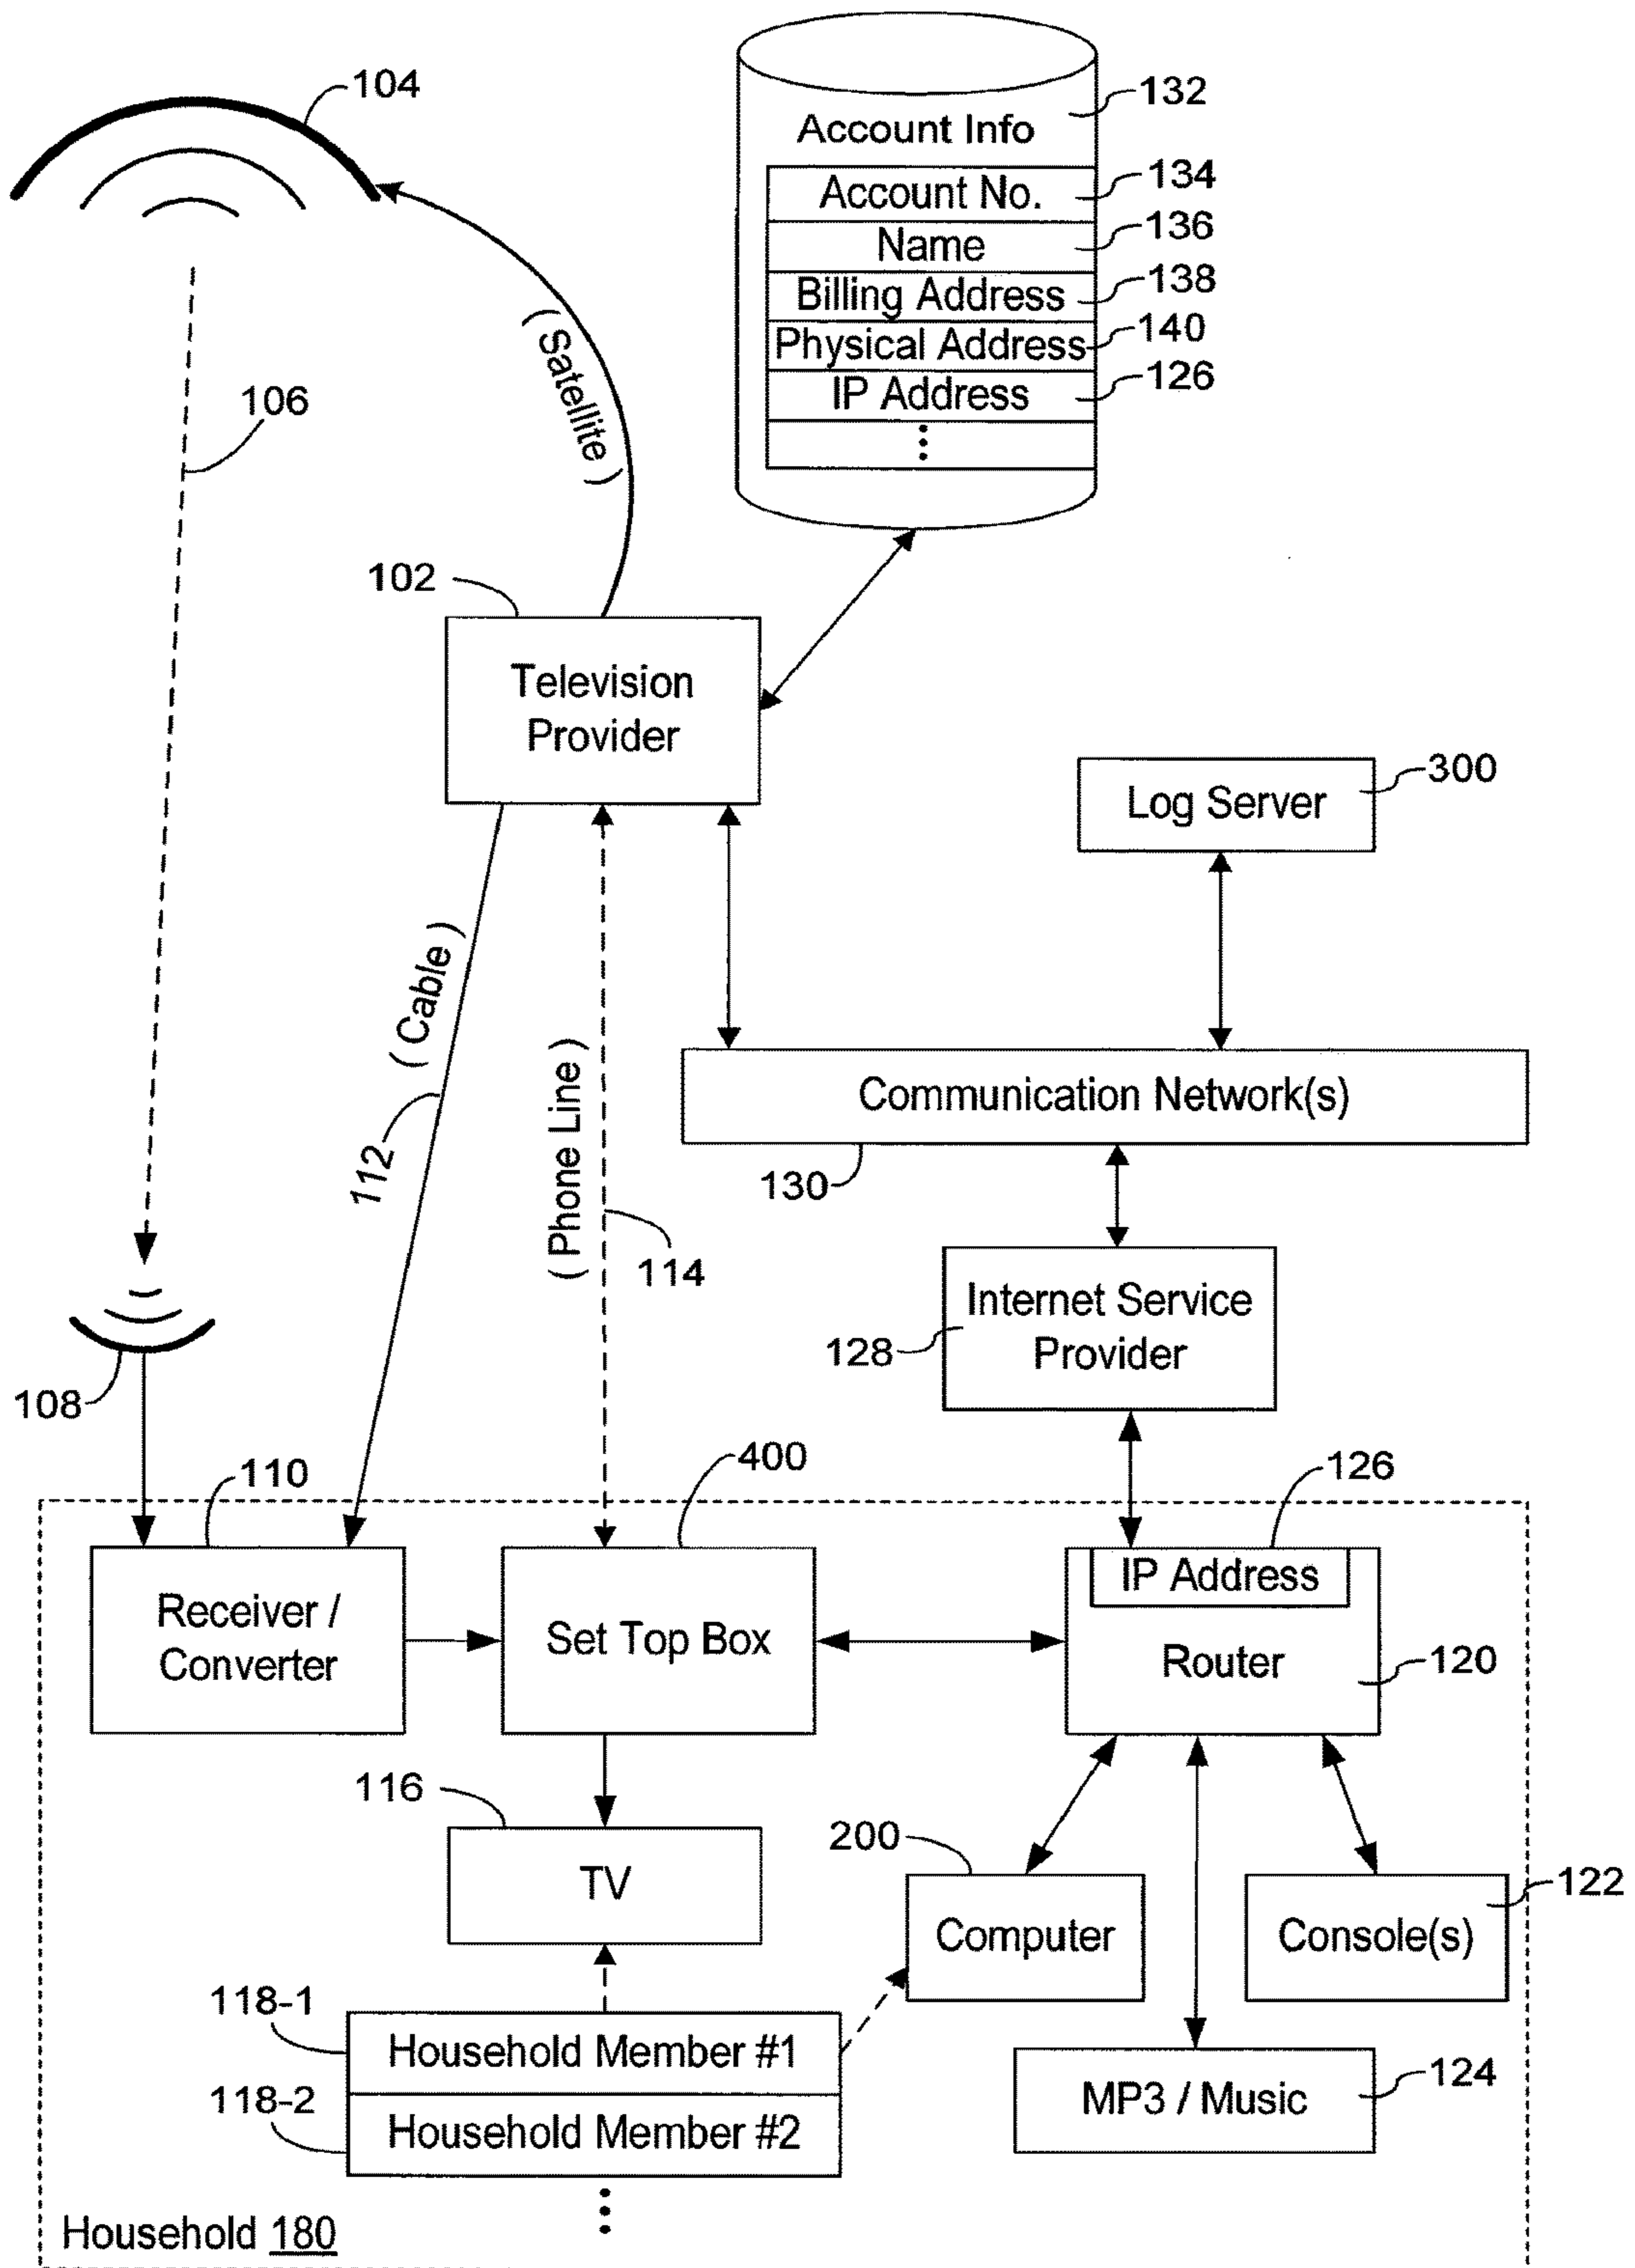 104
132
Account Info
Account No.
134
Name
136
Billing Address
138
Physical Address
140
IP Address
126
106
( Satellite )
102
Television
Provider
Log Server
300
112
( Cable )
( Phone Line )
114
Communication Network(s)
130
Internet Service
Provider
128
108
110
400
126
Receiver /
Converter
Set Top Box
IP Address
Router
120
116
TV
200
Computer
122
Console(s)
118-1
Household Member #1
118-2
Household Member #2
MP3 / Music
124
Household 180